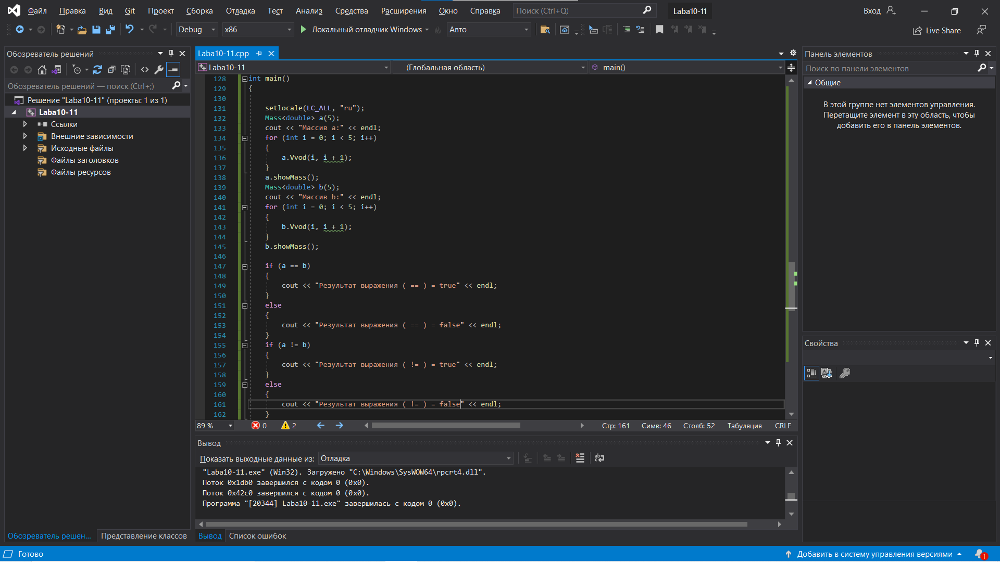 Файл Правка Вид Git Проект Сборка Отладка Тест Анализ Средства Расширения Окно Справка Поиск (Ctrl+Q) Laba10-11 Вход
Debug x86 Локальный отладчик Windows Авто Live Share
Обозреватель решений
Обозреватель решений — поиск (Ctrl+;)
Решение "Laba10-11" (проекты: 1 из 1)
Laba10-11
Ссылки
Внешние зависимости
Исходные файлы
Файлы заголовков
Файлы ресурсов
Обозреватель решен... Представление классов
Laba10-11.cpp
Laba10-11 (Глобальная область) main()
128 int main()
129 {
130
131 setlocale(LC_ALL, "ru");
132 Mass<double> a(5);
133 cout << "Массив a:" << endl;
134 for (int i = 0; i < 5; i++)
135 {
136 a.Vvod(i, i + 1);
137 }
138 a.showMass();
139 Mass<double> b(5);
140 cout << "Массив b:" << endl;
141 for (int i = 0; i < 5; i++)
142 {
143 b.Vvod(i, i + 1);
144 }
145 b.showMass();
146
147 if (a == b)
148 {
149 cout << "Результат выражения ( == ) = true" << endl;
150 }
151 else
152 {
153 cout << "Результат выражения ( == ) = false" << endl;
154 }
155 if (a != b)
156 {
157 cout << "Результат выражения ( != ) = true" << endl;
158 }
159 else
160 {
161 cout << "Результат выражения ( != ) = false" << endl;
162 }
89 % 0 2 Стр: 161 Симв: 46 Столб: 52 Табуляция CRLF
Вывод
Показать выходные данные из: Отладка
"Laba10-11.exe" (Win32). Загружено "C:\Windows\SysWOW64\rpcrt4.dll".
Поток 0x1db0 завершился с кодом 0 (0x0).
Поток 0x42c0 завершился с кодом 0 (0x0).
Программа "[20344] Laba10-11.exe" завершилась с кодом 0 (0x0).
Вывод Список ошибок
Панель элементов
Поиск по панели элементов
Общие
В этой группе нет элементов управления.
Перетащите элемент в эту область, чтобы
добавить его в панель элементов.
Свойства
Готово Добавить в систему управления версиями 1